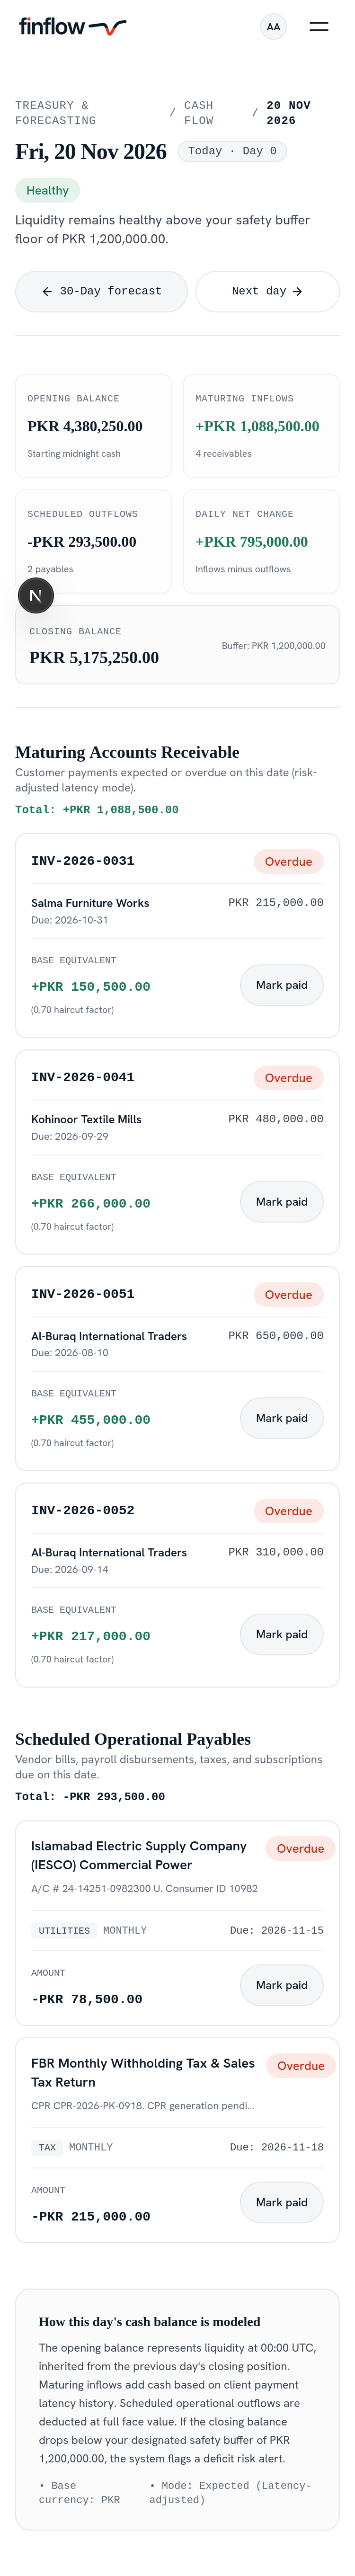 finflow
AA
TREASURY & FORECASTING / CASH FLOW / 20 NOV 2026
Fri, 20 Nov 2026
Today · Day 0
Healthy
Liquidity remains healthy above your safety buffer
floor of PKR 1,200,000.00.
← 30-Day forecast
Next day →
OPENING BALANCE
PKR 4,380,250.00
Starting midnight cash
MATURING INFLOWS
+PKR 1,088,500.00
4 receivables
SCHEDULED OUTFLOWS
-PKR 293,500.00
2 payables
DAILY NET CHANGE
+PKR 795,000.00
Inflows minus outflows
N
CLOSING BALANCE
PKR 5,175,250.00
Buffer: PKR 1,200,000.00
Maturing Accounts Receivable
Customer payments expected or overdue on this date (risk-
adjusted latency mode).
Total: +PKR 1,088,500.00
INV-2026-0031
Overdue
Salma Furniture Works
PKR 215,000.00
Due: 2026-10-31
BASE EQUIVALENT
+PKR 150,500.00
(0.70 haircut factor)
Mark paid
INV-2026-0041
Overdue
Kohinoor Textile Mills
PKR 480,000.00
Due: 2026-09-29
BASE EQUIVALENT
+PKR 266,000.00
(0.70 haircut factor)
Mark paid
INV-2026-0051
Overdue
Al-Buraq International Traders
PKR 650,000.00
Due: 2026-08-10
BASE EQUIVALENT
+PKR 455,000.00
(0.70 haircut factor)
Mark paid
INV-2026-0052
Overdue
Al-Buraq International Traders
PKR 310,000.00
Due: 2026-09-14
BASE EQUIVALENT
+PKR 217,000.00
(0.70 haircut factor)
Mark paid
Scheduled Operational Payables
Vendor bills, payroll disbursements, taxes, and subscriptions
due on this date.
Total: -PKR 293,500.00
Islamabad Electric Supply Company
(IESCO) Commercial Power
Overdue
A/C # 24-14251-0982300 U. Consumer ID 10982
UTILITIES MONTHLY
Due: 2026-11-15
AMOUNT
-PKR 78,500.00
Mark paid
FBR Monthly Withholding Tax & Sales
Tax Return
Overdue
CPR CPR-2026-PK-0918. CPR generation pendi...
TAX MONTHLY
Due: 2026-11-18
AMOUNT
-PKR 215,000.00
Mark paid
How this day's cash balance is modeled
The opening balance represents liquidity at 00:00 UTC,
inherited from the previous day's closing position.
Maturing inflows add cash based on client payment
latency history. Scheduled operational outflows are
deducted at full face value. If the closing balance
drops below your designated safety buffer of PKR
1,200,000.00, the system flags a deficit risk alert.
• Base currency: PKR
• Mode: Expected (Latency-adjusted)